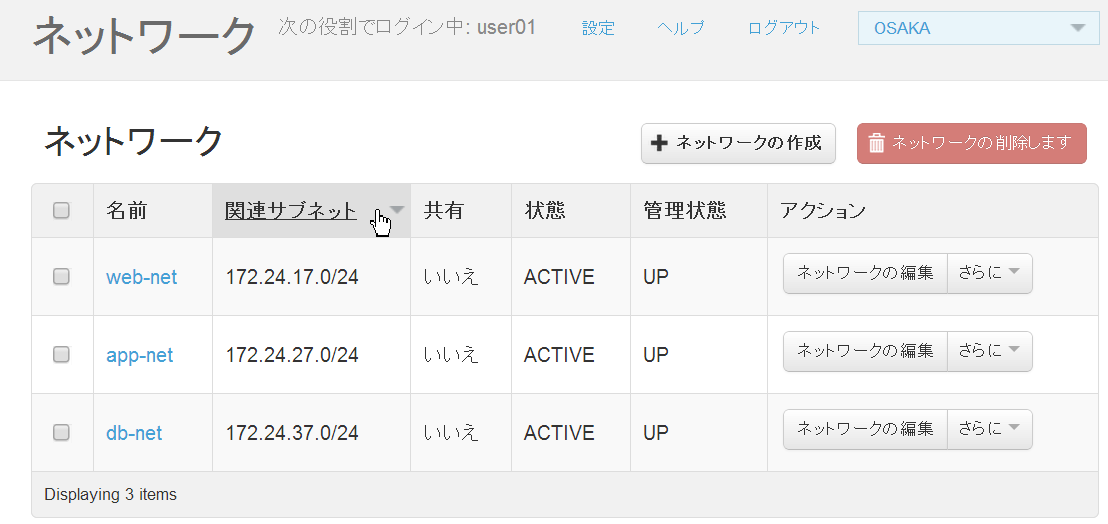 ネットワーク 次の役割でログイン中: user01 設定 ヘルプ ログアウト OSAKA
ネットワーク ネットワークの作成 ネットワークの削除します
名前 関連サブネット 共有 状態 管理状態 アクション
web-net 172.24.17.0/24 いいえ ACTIVE UP ネットワークの編集 さらに
app-net 172.24.27.0/24 いいえ ACTIVE UP ネットワークの編集 さらに
db-net 172.24.37.0/24 いいえ ACTIVE UP ネットワークの編集 さらに
Displaying 3 items